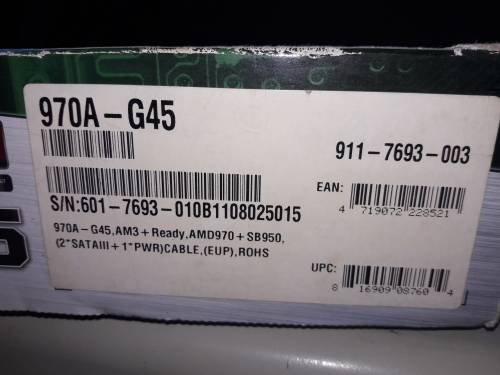 970A-G45
911-7693-003
S/N:601-7693-010B1108025015
EAN:
4 719072 228521
970A-G45,AM3+Ready,AMD970+SB950,
(2*SATAIII+1*PWR)CABLE,(EUP),ROHS
UPC:
8 16909 08760 4